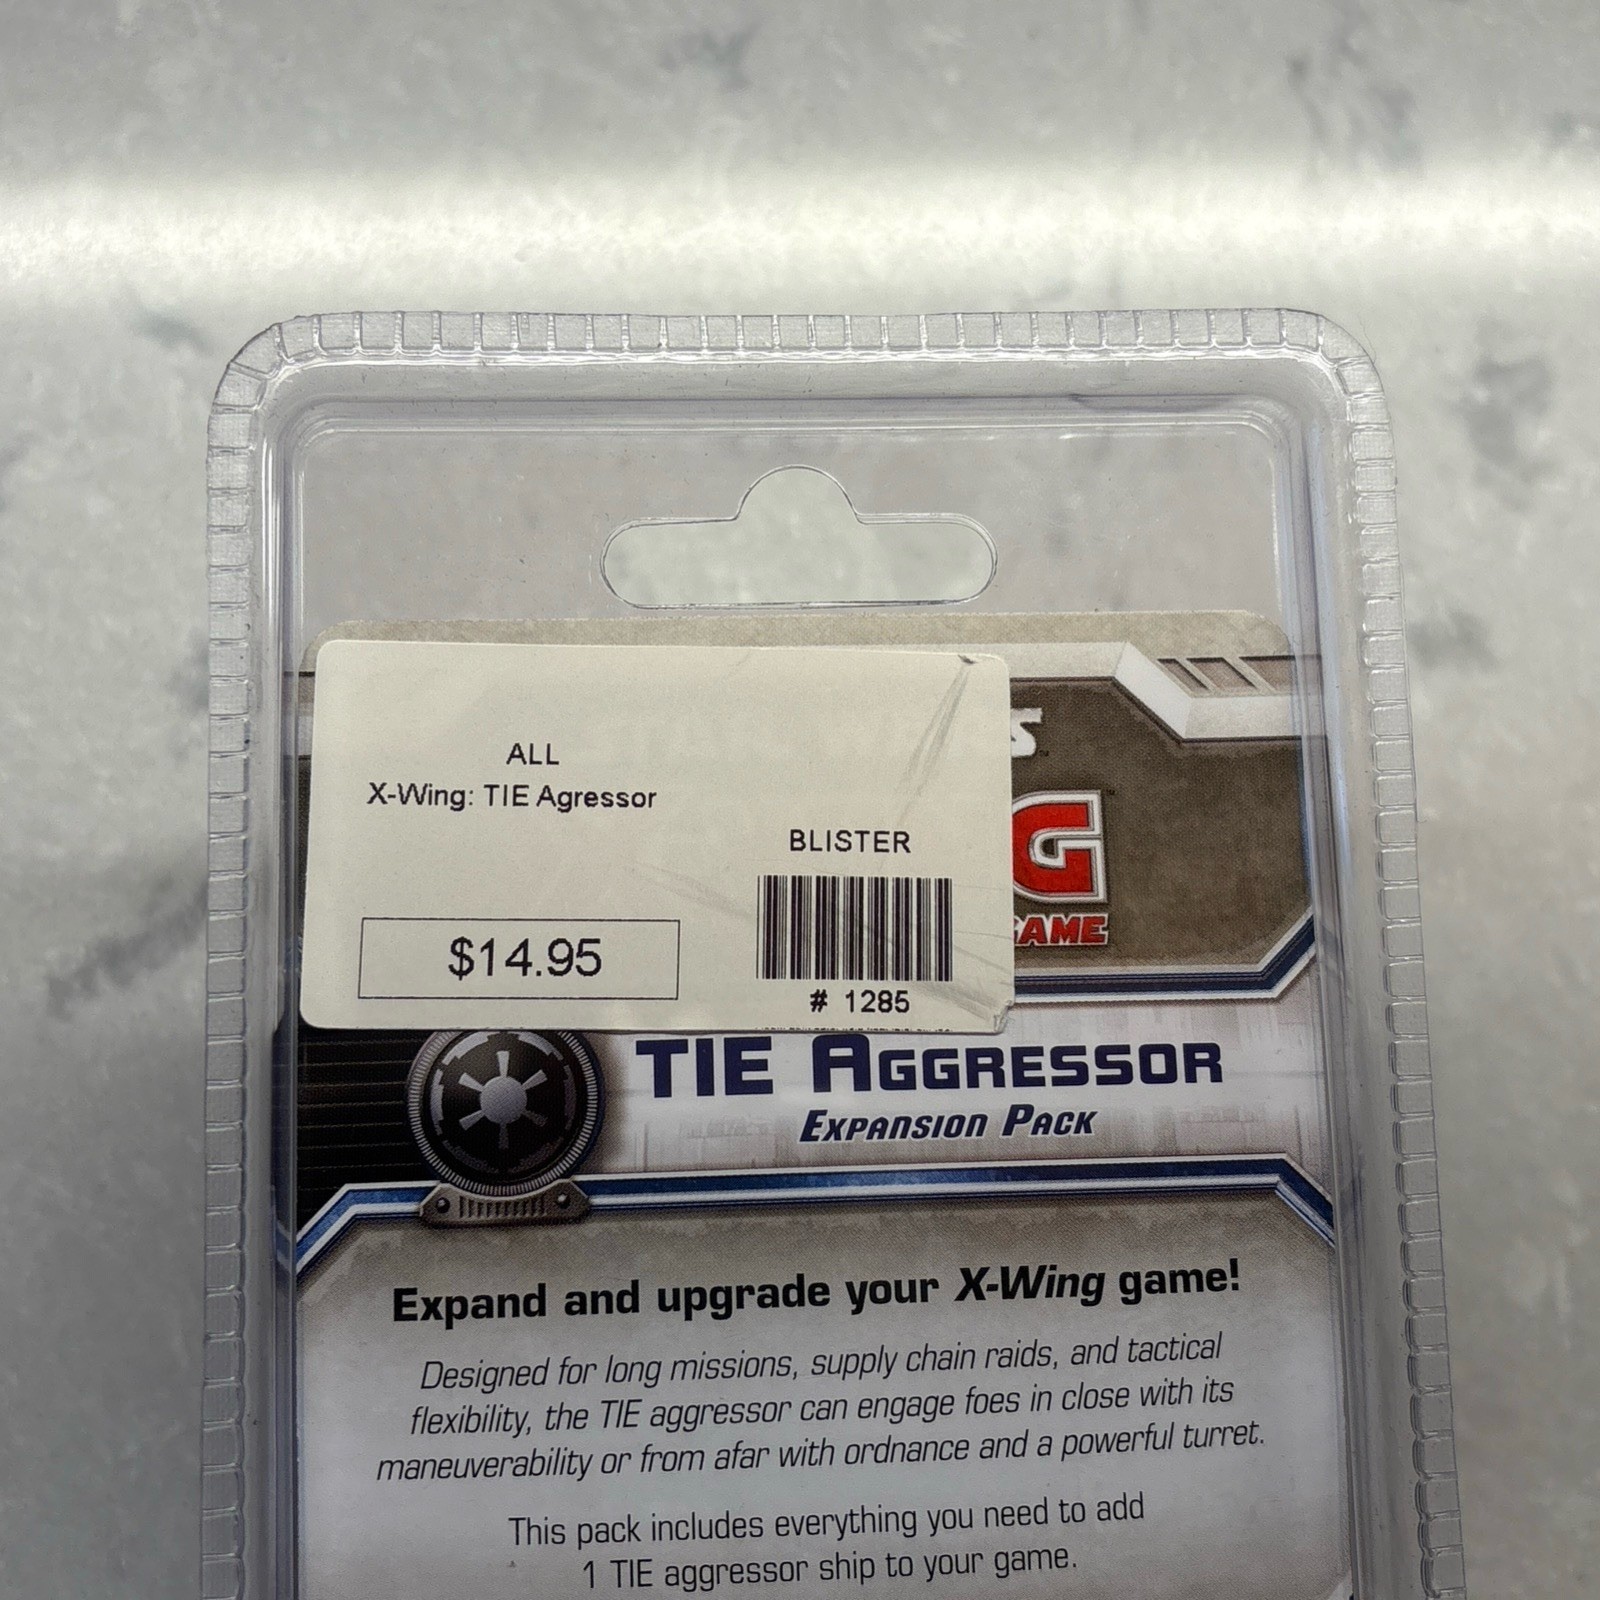 ALL
X-Wing: TIE Agressor
BLISTER
$14.95
# 1285
S
G
GAME
TIE AGGRESSOR
EXPANSION PACK
Expand and upgrade your X-Wing game!
Designed for long missions, supply chain raids, and tactical
flexibility, the TIE aggressor can engage foes in close with its
maneuverability or from afar with ordnance and a powerful turret.
This pack includes everything you need to add
1 TIE aggressor ship to your game.